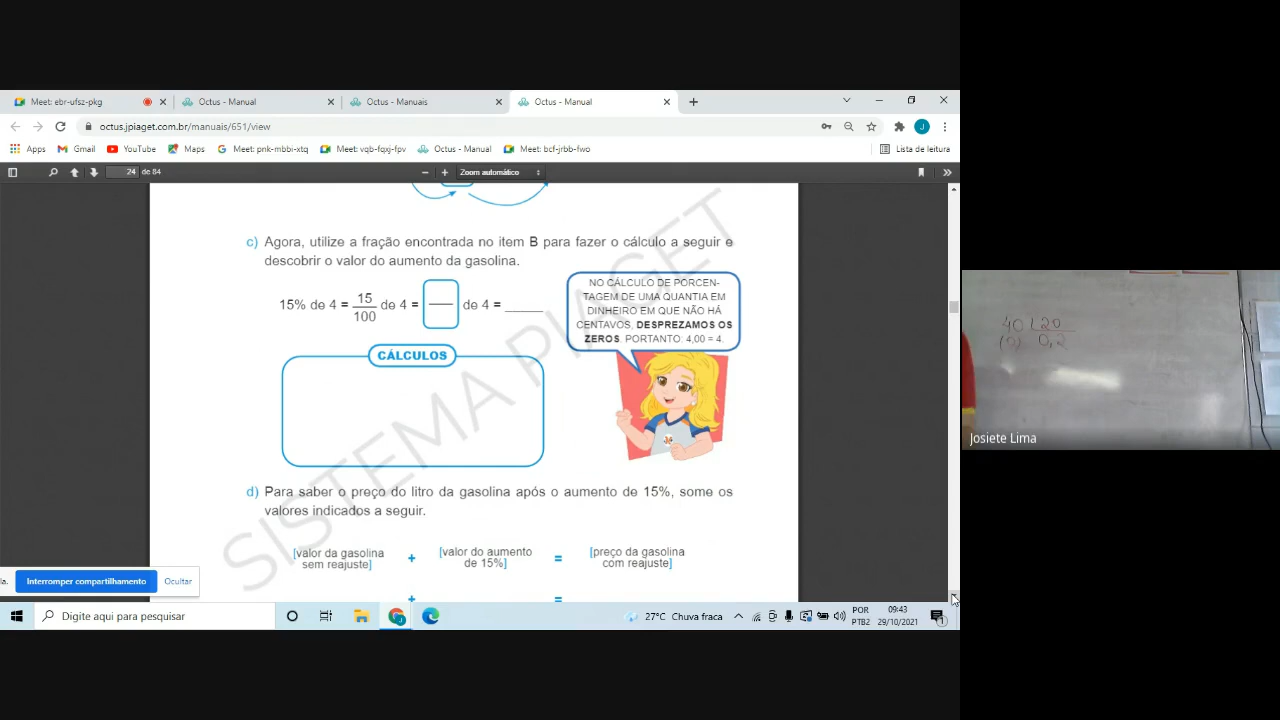 Meet: ebr-ufsz-pkg
Octus - Manual
Octus - Manuais
Octus - Manual
octus.jpiaget.com.br/manuais/651/view
Apps
Gmail
YouTube
Maps
Meet: pnk-mbbi-xtq
Meet: vqb-fqxj-fpv
Octus - Manual
Meet: bcf-jrbb-fwo
Lista de leitura
24 de 84
Zoom automático
c) Agora, utilize a fração encontrada no item B para fazer o cálculo a seguir e
descobrir o valor do aumento da gasolina.
15% de 4 = 15/100 de 4 = de 4 = ______
NO CÁLCULO DE PORCEN-
TAGEM DE UMA QUANTIA EM
DINHEIRO EM QUE NÃO HÁ
CENTAVOS, DESPREZAMOS OS
ZEROS. PORTANTO: 4,00 = 4.
CÁLCULOS
SISTEMA PIAGET
d) Para saber o preço do litro da gasolina após o aumento de 15%, some os
valores indicados a seguir.
[valor da gasolina
sem reajuste]
+
[valor do aumento
de 15%]
=
[preço da gasolina
com reajuste]
+ =
la.
Interromper compartilhamento
Ocultar
Digite aqui para pesquisar
27°C Chuva fraca
POR
PTB2
09:43
29/10/2021
1
40 20
(0) 0,2
Josiete Lima